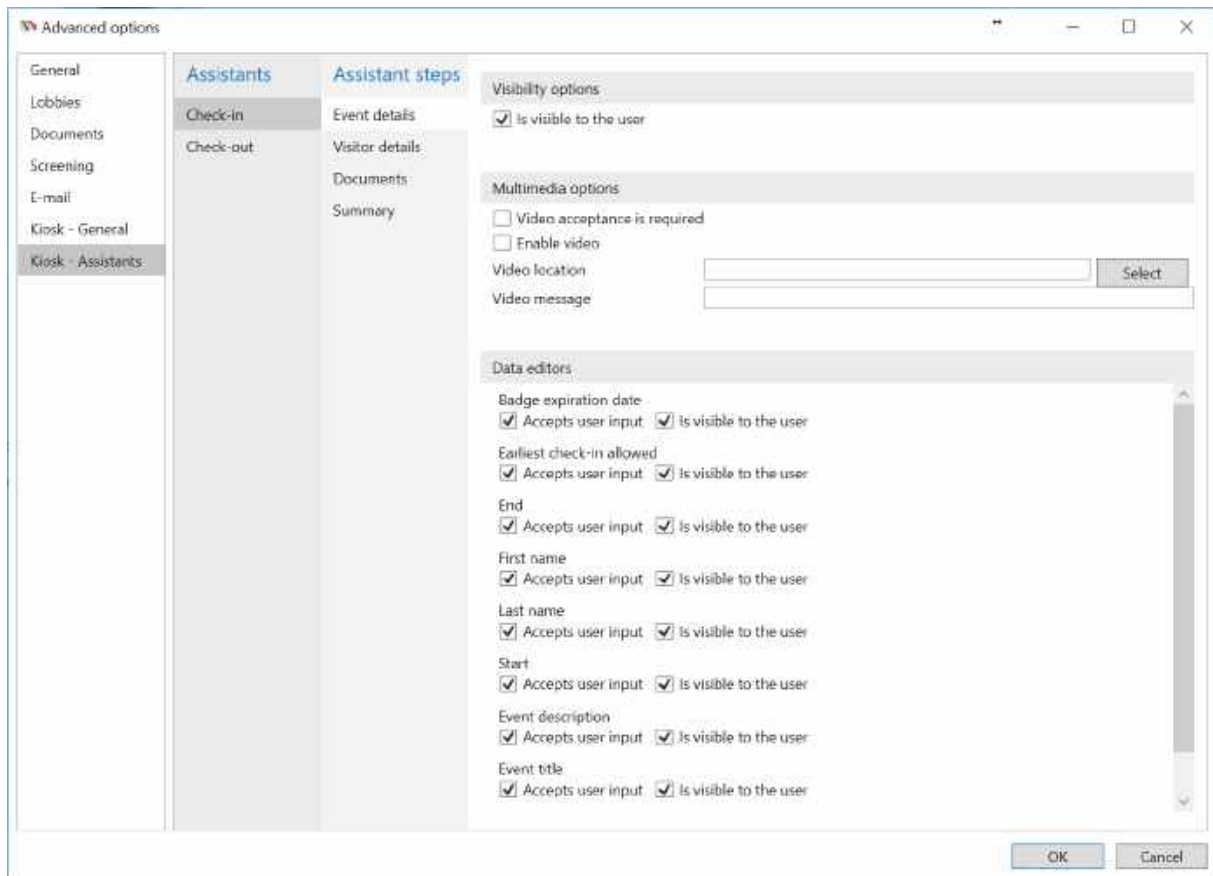 Advanced options
General
Lobbies
Documents
Screening
E-mail
Kiosk - General
Kiosk - Assistants
Assistants
Check-in
Check-out
Assistant steps
Event details
Visitor details
Documents
Summary
Visibility options
Is visible to the user
Multimedia options
Video acceptance is required
Enable video
Video location
Select
Video message
Data editors
Badge expiration date
Accepts user input Is visible to the user
Earliest check-in allowed
Accepts user input Is visible to the user
End
Accepts user input Is visible to the user
First name
Accepts user input Is visible to the user
Last name
Accepts user input Is visible to the user
Start
Accepts user input Is visible to the user
Event description
Accepts user input Is visible to the user
Event title
Accepts user input Is visible to the user
OK Cancel